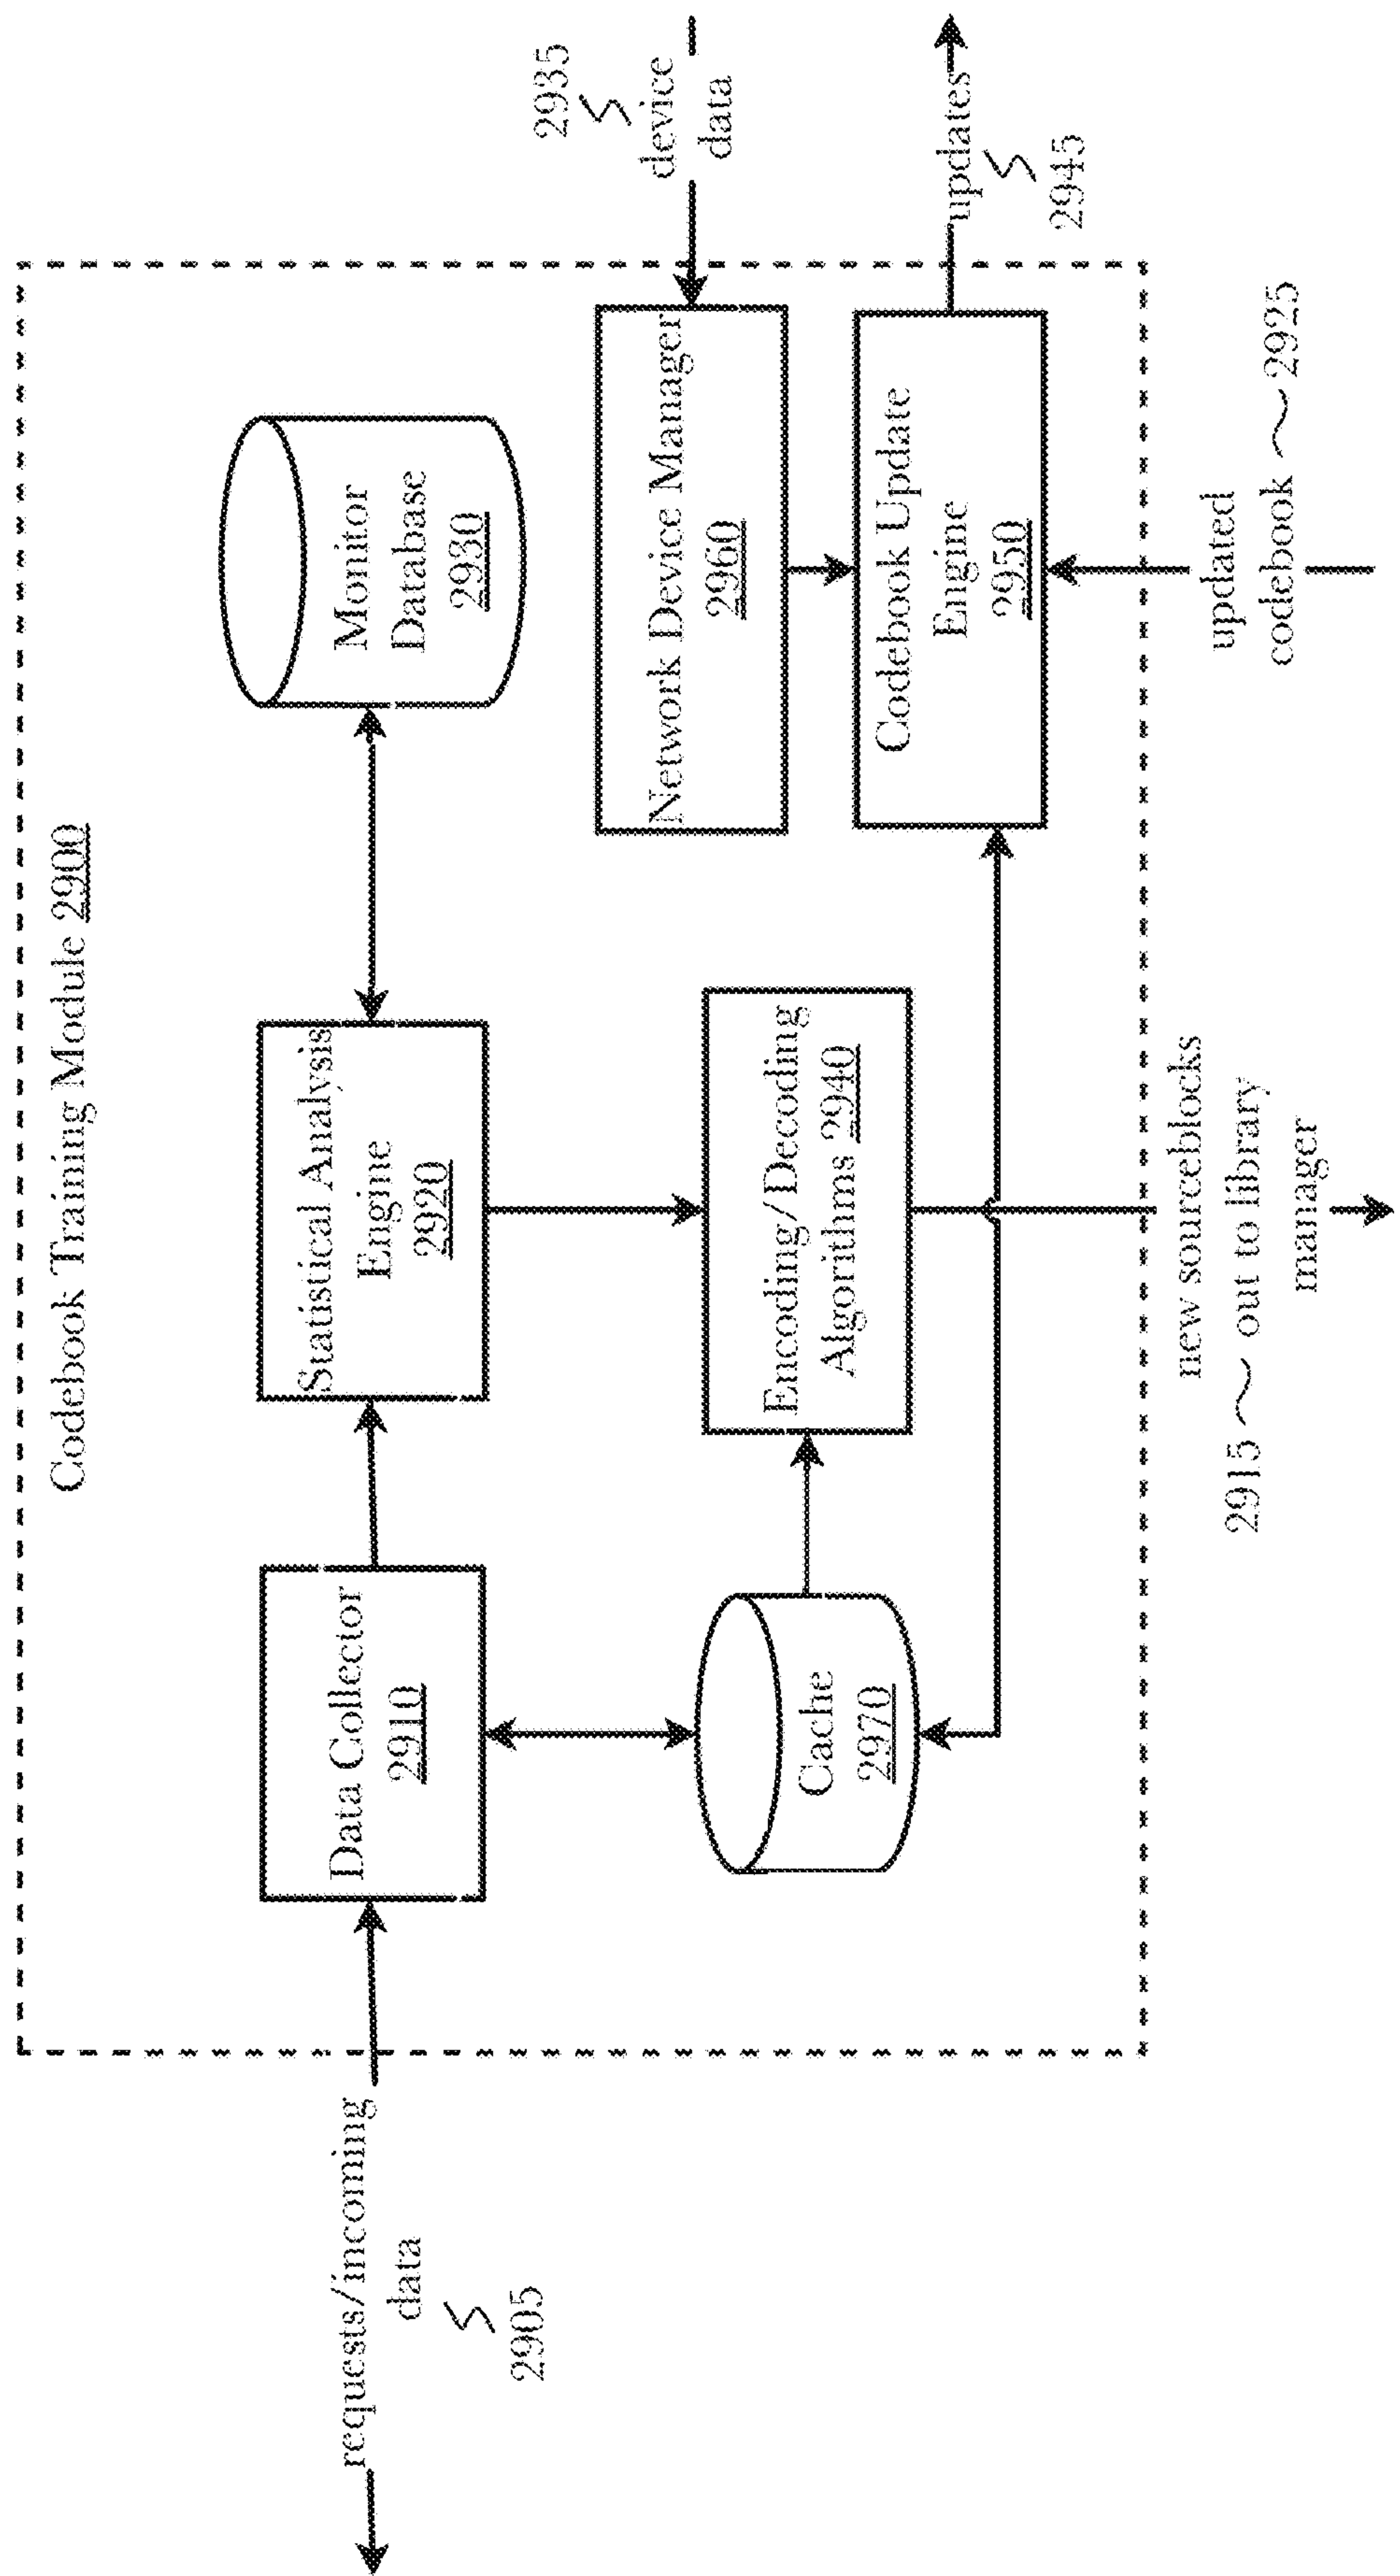 Codebook Training Module 2900
requests/incoming
data
2905
Data Collector
2910
Statistical Analysis
Engine
2920
Monitor
Database
2930
2935
device
data
Network Device Manager
2960
Cache
2970
Encoding/Decoding
Algorithms 2940
Codebook Update
Engine
2950
updates
2945
new sourceblocks
2915 ~ out to library
manager
updated
codebook ~ 2925